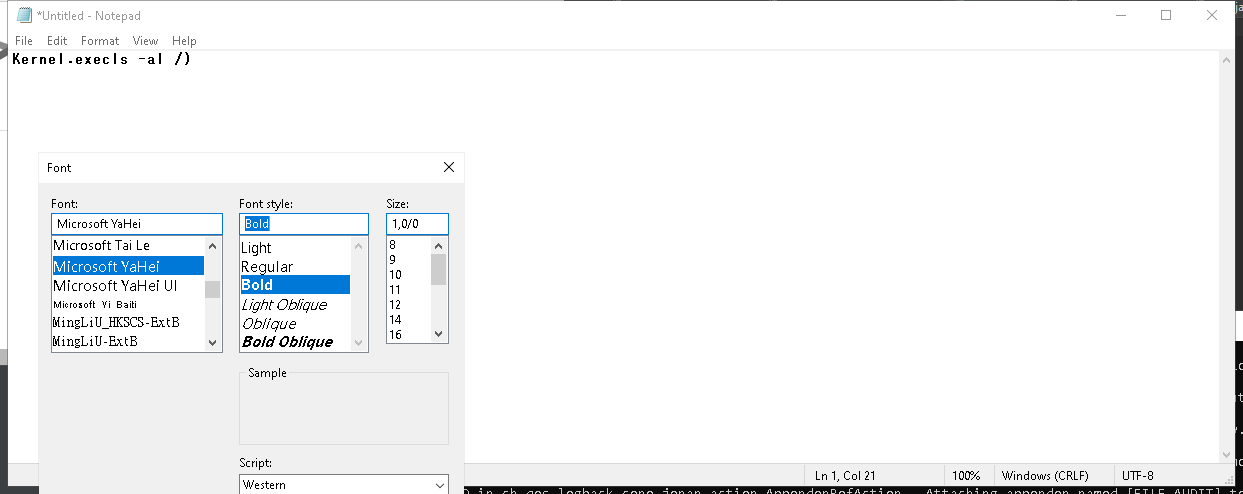 *Untitled - Notepad
File Edit Format View Help
Kernel.execls -al /)
Font
Font: Font style: Size:
Microsoft YaHei Bold 1,0/0
Microsoft Tai Le Light 8
Microsoft YaHei Regular 9
Microsoft YaHei UI Bold 10
Microsoft Yi Baiti Light Oblique 11
MingLiU_HKSCS-ExtB Oblique 12
MingLiU-ExtB Bold Oblique 14
16
Sample
Script:
Western
Ln 1, Col 21 100% Windows (CRLF) UTF-8